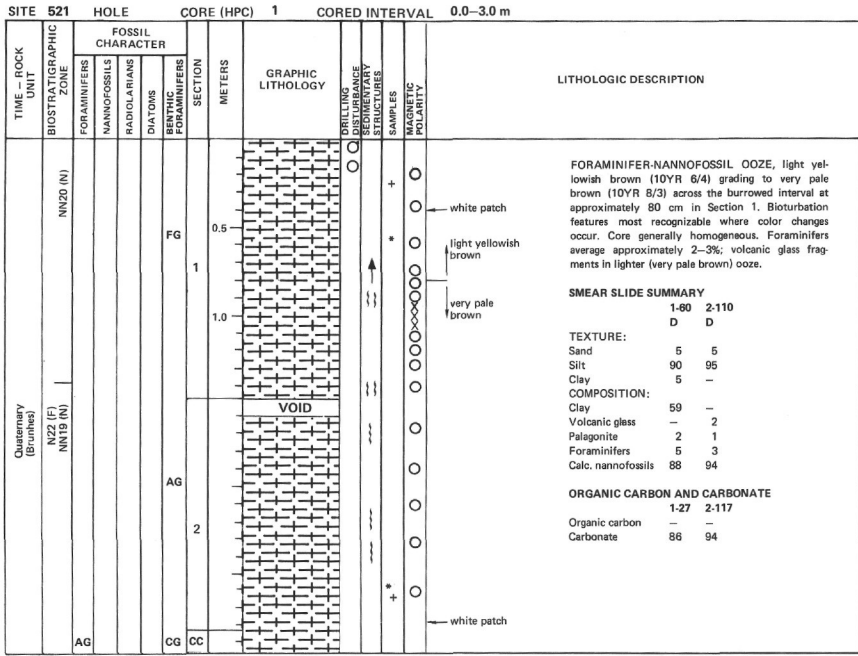 SITE 521 HOLE CORE (HPC) 1 CORED INTERVAL 0.0–3.0 m
TIME – ROCK UNIT
BIOSTRATIGRAPHIC ZONE
FOSSIL CHARACTER
FORAMINIFERS
NANNOFOSSILS
RADIOLARIANS
DIATOMS
BENTHIC FORAMINIFERS
SECTION
METERS
GRAPHIC LITHOLOGY
DRILLING DISTURBANCE
SEDIMENTARY STRUCTURES
SAMPLES
MAGNETIC POLARITY
LITHOLOGIC DESCRIPTION
Quaternary (Brunhes)
NN20 (N)
N22 (F)
NN19 (N)
AG
FG
AG
CG
1
2
CC
0.5
1.0
VOID
+
*
*
+
white patch
light yellowish
brown
very pale
brown
white patch
FORAMINIFER-NANNOFOSSIL OOZE, light yel-
lowish brown (10YR 6/4) grading to very pale
brown (10YR 8/3) across the burrowed interval at
approximately 80 cm in Section 1. Bioturbation
features most recognizable where color changes
occur. Core generally homogeneous. Foraminifers
average approximately 2–3%; volcanic glass frag-
ments in lighter (very pale brown) ooze.
SMEAR SLIDE SUMMARY
1-60 2-110
D D
TEXTURE:
Sand 5 5
Silt 90 95
Clay 5 –
COMPOSITION:
Clay 59 –
Volcanic glass – 2
Palagonite 2 1
Foraminifers 5 3
Calc. nannofossils 88 94
ORGANIC CARBON AND CARBONATE
1-27 2-117
Organic carbon – –
Carbonate 86 94